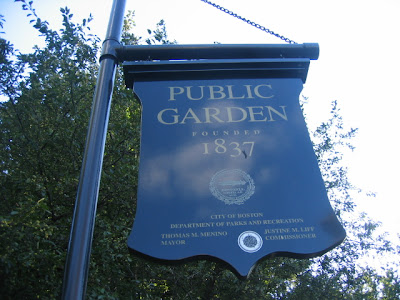 PUBLIC
GARDEN
FOUNDED
1837
CITY OF BOSTON
DEPARTMENT OF PARKS AND RECREATION
THOMAS M. MENINO JUSTINE M. LIFF
MAYOR COMMISSIONER